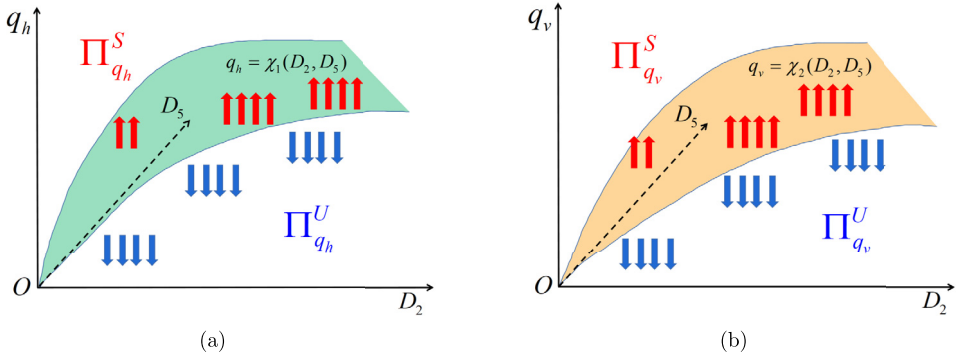 q_h
Π^S_{q_h}
q_h = χ_1(D_2, D_5)
D_5
Π^U_{q_h}
O
D_2
(a)
q_v
Π^S_{q_v}
q_v = χ_2(D_2, D_5)
D_5
Π^U_{q_v}
O
D_2
(b)